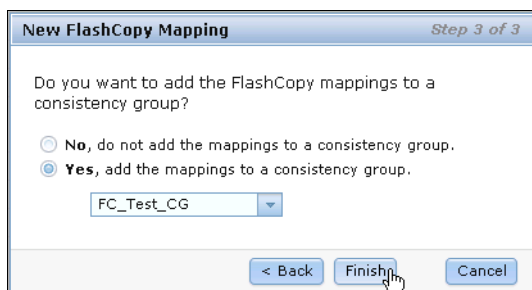 New FlashCopy Mapping Step 3 of 3
Do you want to add the FlashCopy mappings to a
consistency group?
No, do not add the mappings to a consistency group.
Yes, add the mappings to a consistency group.
FC_Test_CG
< Back Finish Cancel